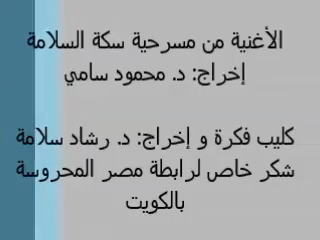 الأغنية من مسرحية سكة السلامة
إخراج: د. محمود سامي
كليب فكرة و إخراج: د. رشاد سلامة
شكر خاص لرابطة مصر المحروسة
بالكويت